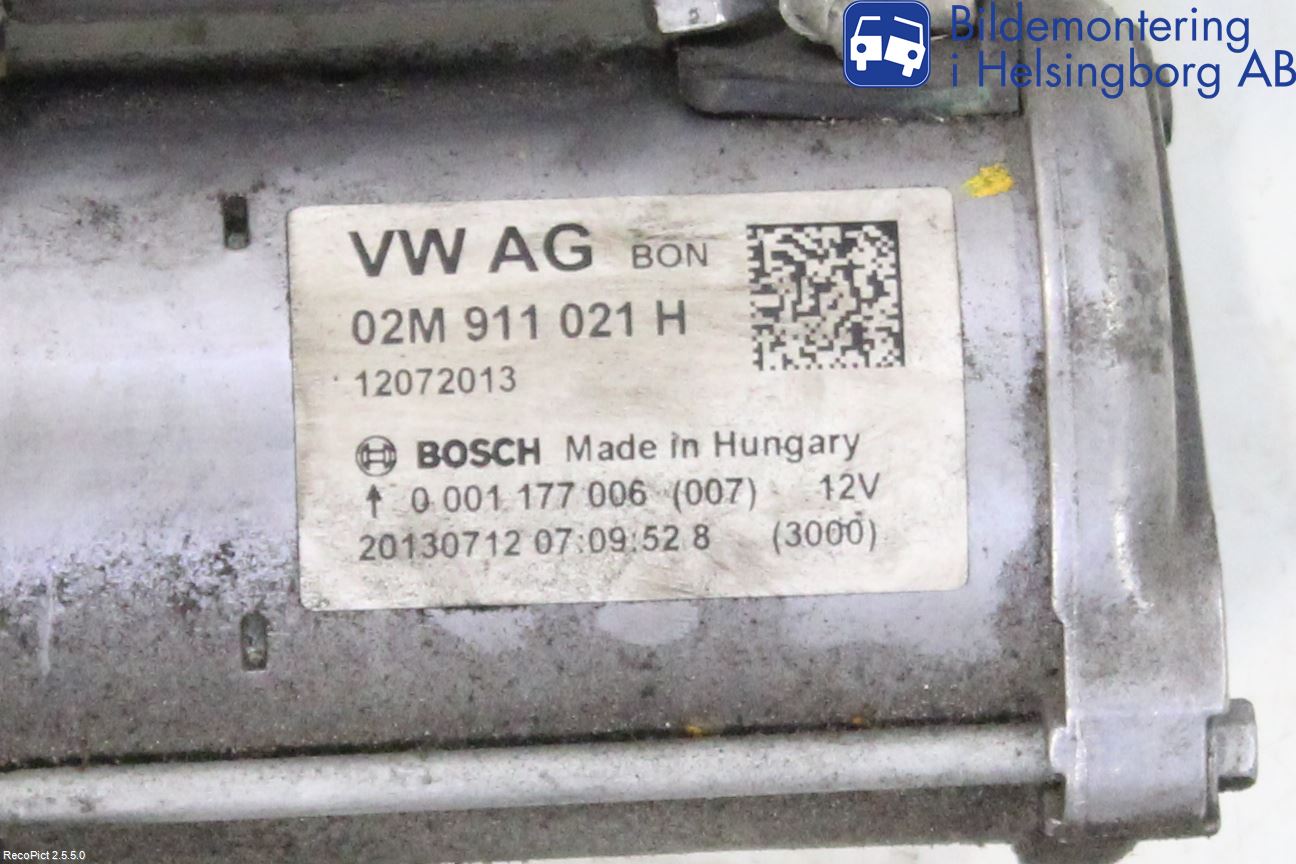 Bildemontering
i Helsingborg AB
VW AG BON
02M 911 021 H
12072013
BOSCH Made in Hungary
↑ 0 001 177 006 (007) 12V
20130712 07:09:52 8 (3000)
RecoPict 2.5.5.0